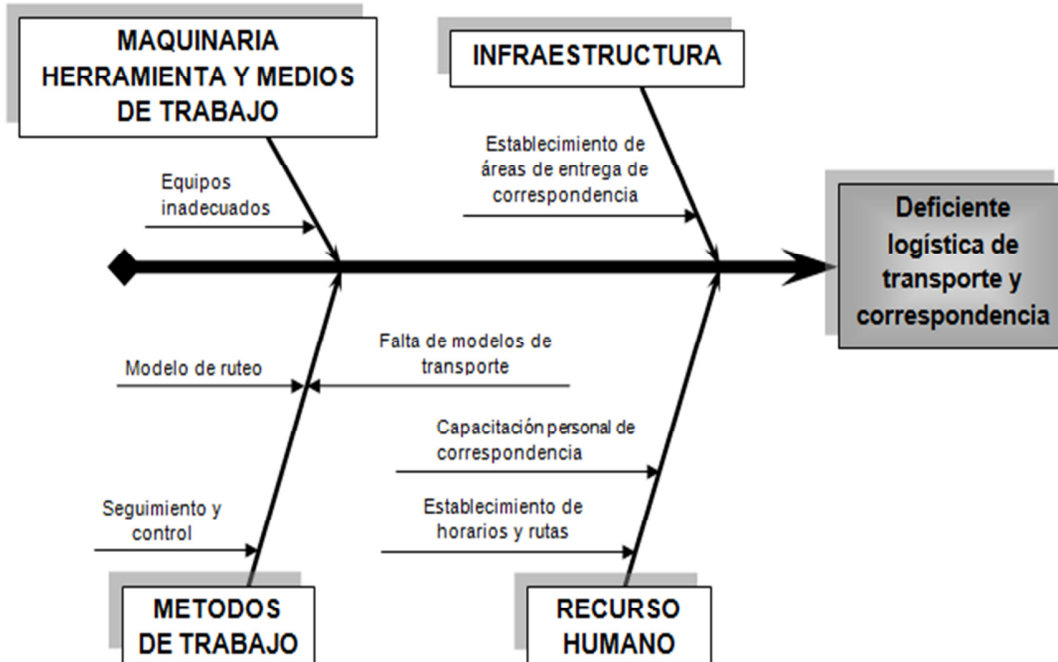 MAQUINARIA
HERRAMIENTA Y MEDIOS
DE TRABAJO
INFRAESTRUCTURA
Equipos
inadecuados
Establecimiento de
áreas de entrega de
correspondencia
Deficiente
logística de
transporte y
correspondencia
Modelo de ruteo
Falta de modelos de
transporte
Capacitación personal de
correspondencia
Seguimiento y
control
Establecimiento de
horarios y rutas
METODOS
DE TRABAJO
RECURSO
HUMANO